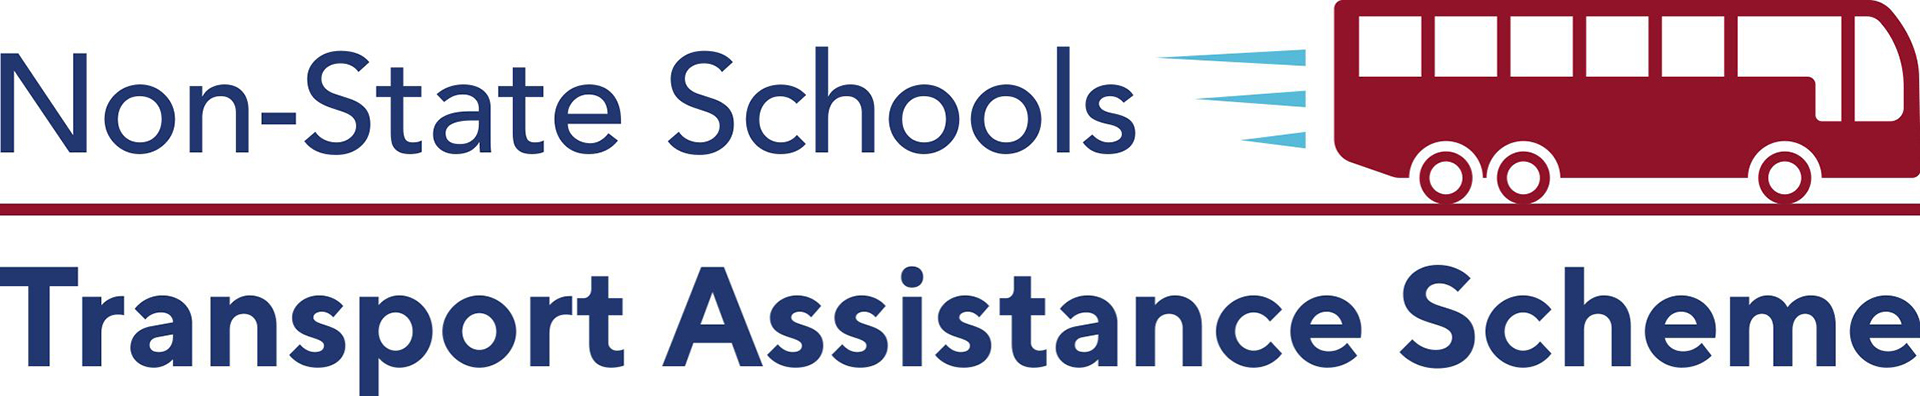 Non-State Schools
Transport Assistance Scheme